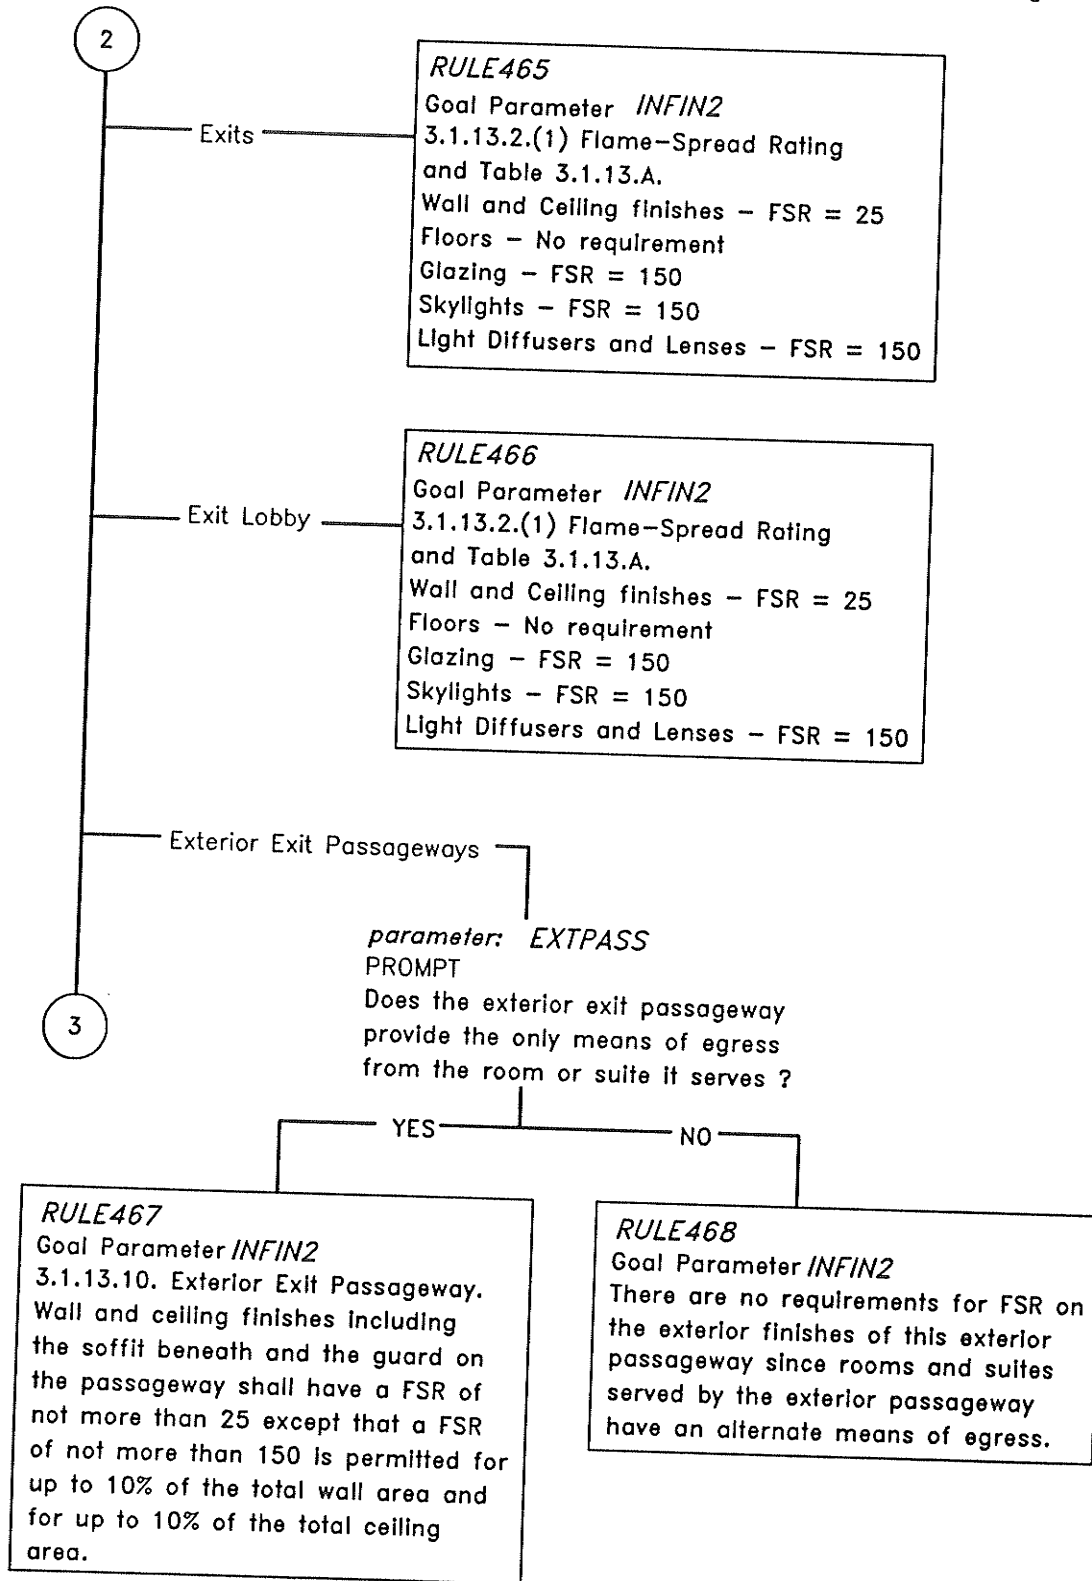 2
Exits
RULE465
Goal Parameter INFIN2
3.1.13.2.(1) Flame-Spread Rating
and Table 3.1.13.A.
Wall and Ceiling finishes - FSR = 25
Floors - No requirement
Glazing - FSR = 150
Skylights - FSR = 150
Light Diffusers and Lenses - FSR = 150
Exit Lobby
RULE466
Goal Parameter INFIN2
3.1.13.2.(1) Flame-Spread Rating
and Table 3.1.13.A.
Wall and Ceiling finishes - FSR = 25
Floors - No requirement
Glazing - FSR = 150
Skylights - FSR = 150
Light Diffusers and Lenses - FSR = 150
Exterior Exit Passageways
parameter: EXTPASS
PROMPT
Does the exterior exit passageway
provide the only means of egress
from the room or suite it serves ?
3
YES
NO
RULE467
Goal Parameter INFIN2
3.1.13.10. Exterior Exit Passageway.
Wall and ceiling finishes including
the soffit beneath and the guard on
the passageway shall have a FSR of
not more than 25 except that a FSR
of not more than 150 is permitted for
up to 10% of the total wall area and
for up to 10% of the total ceiling
area.
RULE468
Goal Parameter INFIN2
There are no requirements for FSR on
the exterior finishes of this exterior
passageway since rooms and suites
served by the exterior passageway
have an alternate means of egress.